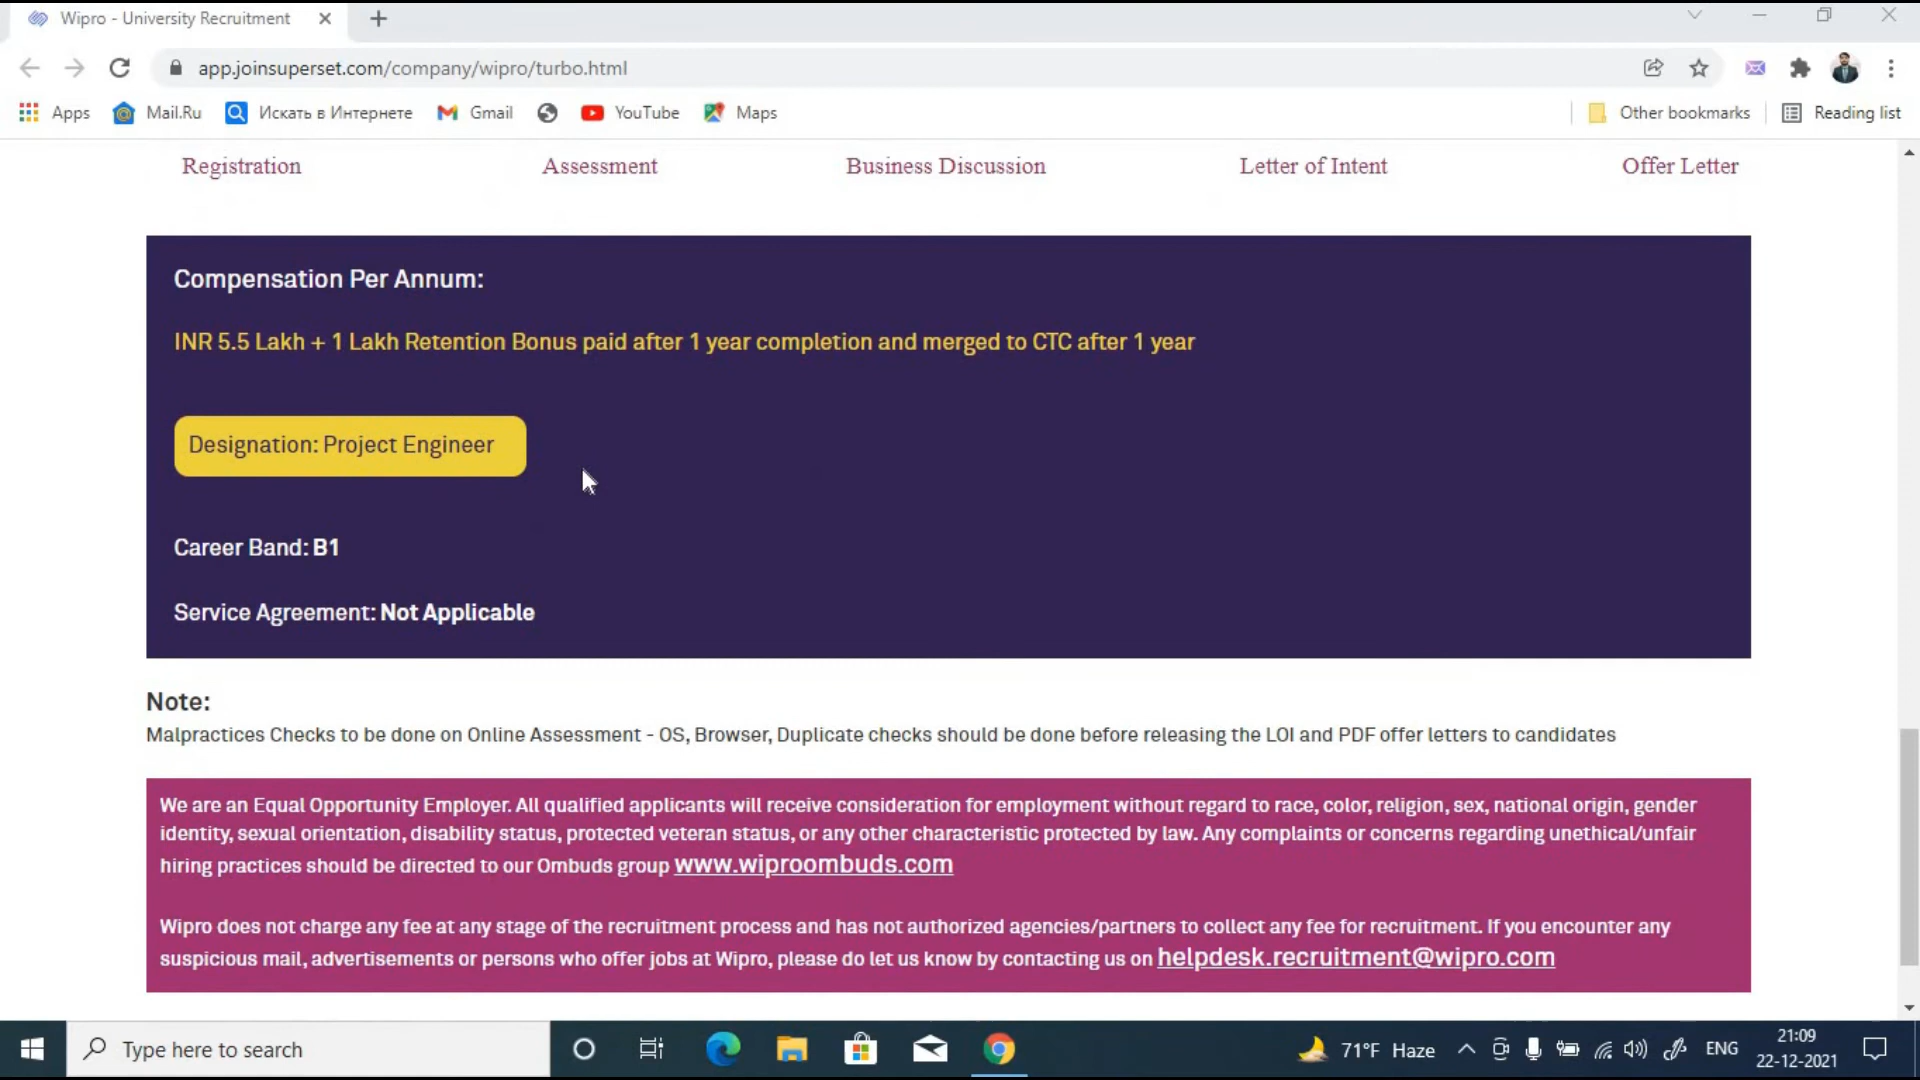 Wipro - University Recruitment
app.joinsuperset.com/company/wipro/turbo.html
Apps Mail.Ru Искать в Интернете Gmail YouTube Maps Other bookmarks Reading list
Registration Assessment Business Discussion Letter of Intent Offer Letter
Compensation Per Annum:
INR 5.5 Lakh + 1 Lakh Retention Bonus paid after 1 year completion and merged to CTC after 1 year
Designation: Project Engineer
Career Band: B1
Service Agreement: Not Applicable
Note:
Malpractices Checks to be done on Online Assessment - OS, Browser, Duplicate checks should be done before releasing the LOI and PDF offer letters to candidates
We are an Equal Opportunity Employer. All qualified applicants will receive consideration for employment without regard to race, color, religion, sex, national origin, gender
identity, sexual orientation, disability status, protected veteran status, or any other characteristic protected by law. Any complaints or concerns regarding unethical/unfair
hiring practices should be directed to our Ombuds group www.wiproombuds.com
Wipro does not charge any fee at any stage of the recruitment process and has not authorized agencies/partners to collect any fee for recruitment. If you encounter any
suspicious mail, advertisements or persons who offer jobs at Wipro, please do let us know by contacting us on helpdesk.recruitment@wipro.com
Type here to search
71°F Haze
ENG
21:09
22-12-2021